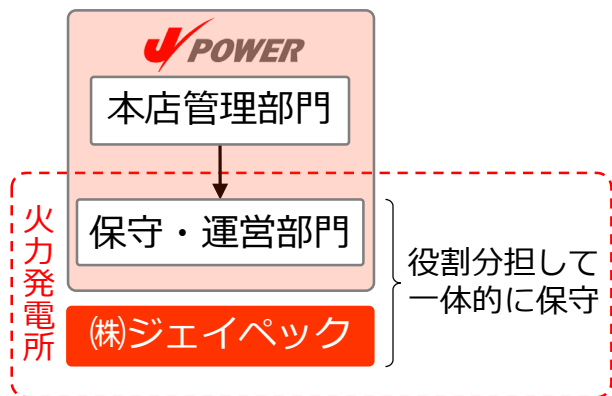 J POWER
本店管理部門
保守・運営部門
火力発電所
㈱ジェイペック
役割分担して
一体的に保守